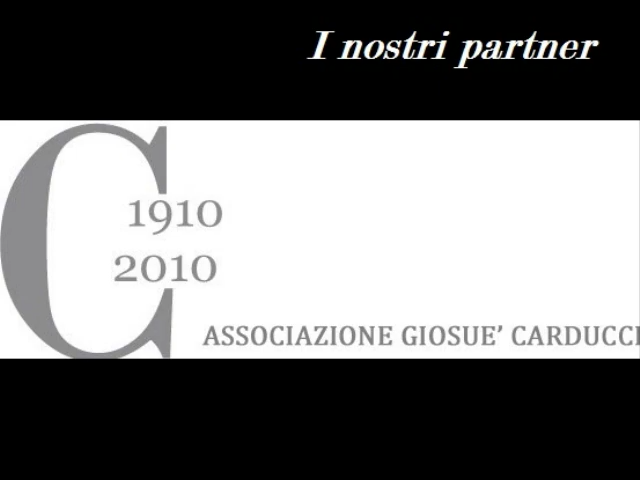 I nostri partner
C
1910
2010
ASSOCIAZIONE GIOSUE’ CARDUCCI